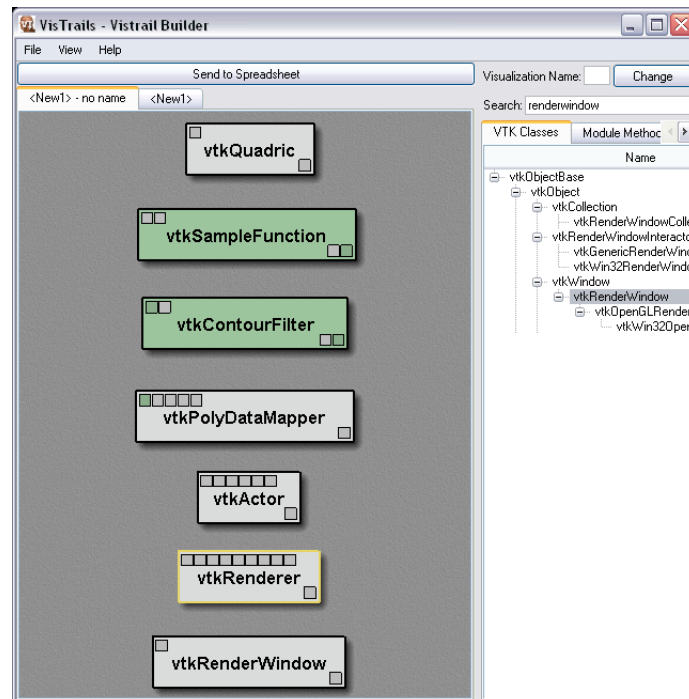 VisTrails - Vistrail Builder
File View Help
Send to Spreadsheet
Visualization Name: Change
<New1> - no name <New1>
Search: renderwindow
VTK Classes Module Methoc
Name
vtkObjectBase
vtkObject
vtkCollection
vtkRenderWindowColle
vtkRenderWindowInteracto
vtkGenericRenderWind
vtkWin32RenderWindo
vtkWindow
vtkRenderWindow
vtkOpenGLRender
vtkWin32Open
vtkQuadric
vtkSampleFunction
vtkContourFilter
vtkPolyDataMapper
vtkActor
vtkRenderer
vtkRenderWindow